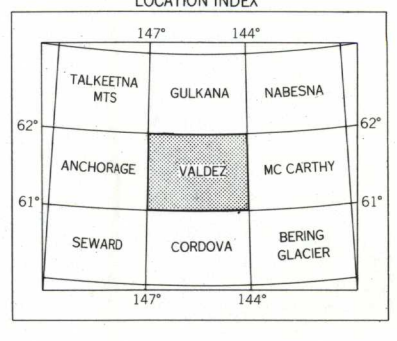 LOCATION INDEX
147° 144°
TALKEETNA
MTS
GULKANA
NABESNA
62° 62°
ANCHORAGE
VALDEZ
MC CARTHY
61° 61°
SEWARD
CORDOVA
BERING
GLACIER
147° 144°